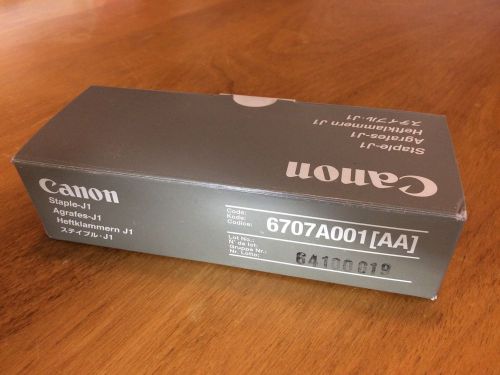 Canon
Staple-J1
Agrafes-J1
Heftklammern J1
ステイプル・J1
Canon
Staple-J1
Agrafes-J1
Heftklammern J1
ステイプル・J1
Code:
Kode:
Codice:
6707A001[AA]
Lot No.:
N° de lot:
Gruppe Nr.:
Nr. Lotto:
64100019